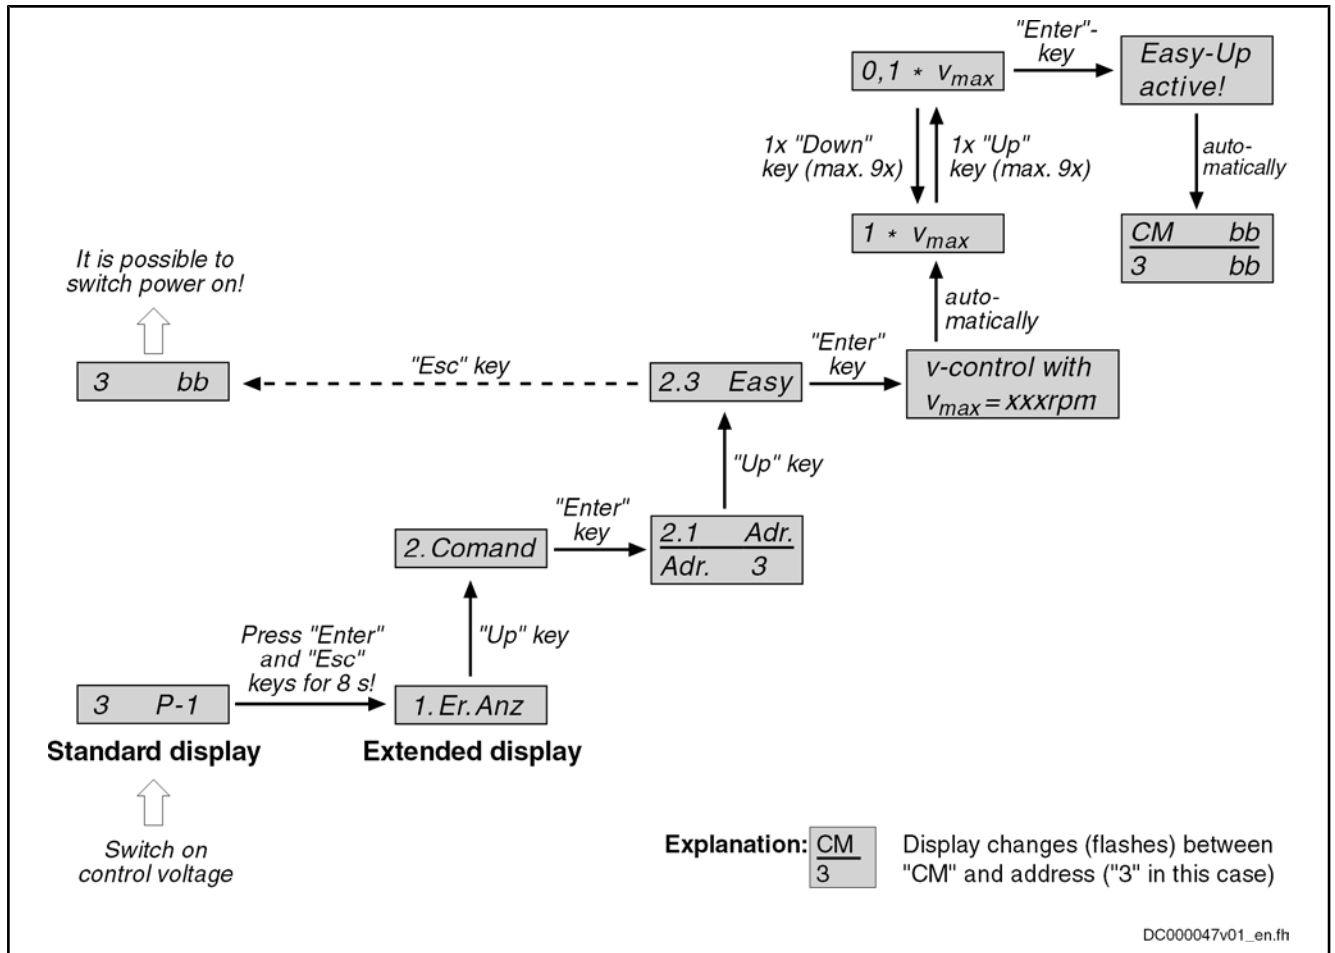 "Enter"-
key
0,1 * vmax
Easy-Up
active!
1x "Down"
key (max. 9x)
1x "Up"
key (max. 9x)
auto-
matically
1 * vmax
CM bb
3 bb
It is possible to
switch power on!
auto-
matically
3 bb
"Esc" key
2.3 Easy
"Enter"
key
v-control with
vmax = xxxrpm
"Up" key
2. Comand
"Enter"
key
2.1 Adr.
Adr. 3
Press "Enter"
and "Esc"
keys for 8 s!
"Up" key
3 P-1
1. Er. Anz
Standard display
Extended display
Switch on
control voltage
Explanation:
CM
3
Display changes (flashes) between
"CM" and address ("3" in this case)
DC000047v01_en.fh